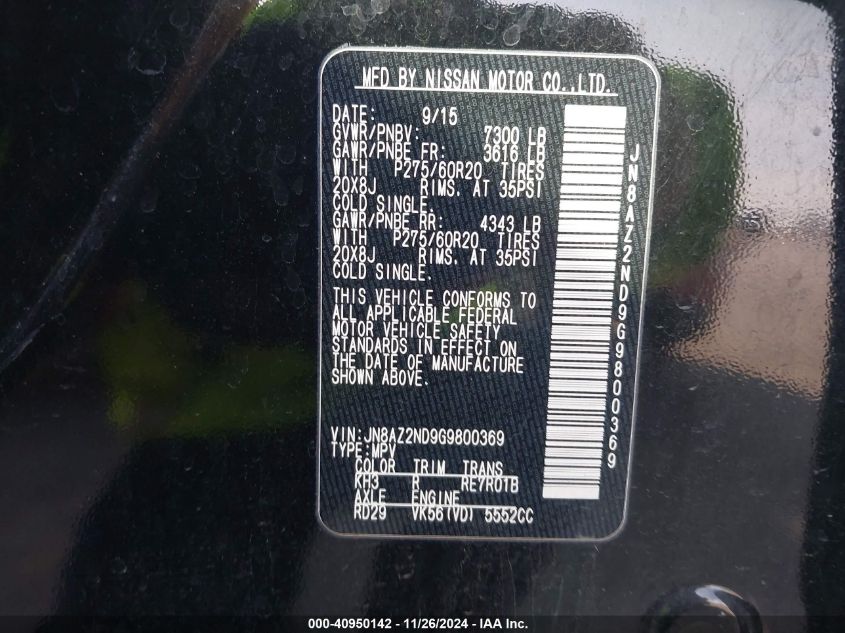 MFD BY NISSAN MOTOR CO.,LTD.
DATE: 9/15
GVWR/PNBV: 7300 LB
GAWR/PNBE FR: 3616 LB
WITH P275/60R20 TIRES
20X8J RIMS. AT 35PSI
COLD SINGLE.
GAWR/PNBE RR: 4343 LB
WITH P275/60R20 TIRES
20X8J RIMS. AT 35PSI
COLD SINGLE.
THIS VEHICLE CONFORMS TO
ALL APPLICABLE FEDERAL
MOTOR VEHICLE SAFETY
STANDARDS IN EFFECT ON
THE DATE OF MANUFACTURE
SHOWN ABOVE.
VIN:JN8AZ2ND9G9800369
TYPE:MPV
COLOR TRIM TRANS
KH3 R RE7R01B
AXLE ENGINE
RD29 VK56(VD) 5552CC
JN8AZ2ND9G9800369
000-40950142 - 11/26/2024 - IAA Inc.